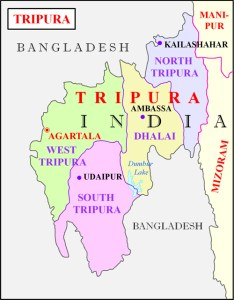 TRIPURA
MANI-
PUR
BANGLADESH
KAILASHAHAR
NORTH
TRIPURA
TRIPURA
AMBASSA
INDIA
DHALAI
AGARTALA
WEST
TRIPURA
MIZORAM
Dumbur
Lake
UDAIPUR
SOUTH
TRIPURA
BANGLADESH